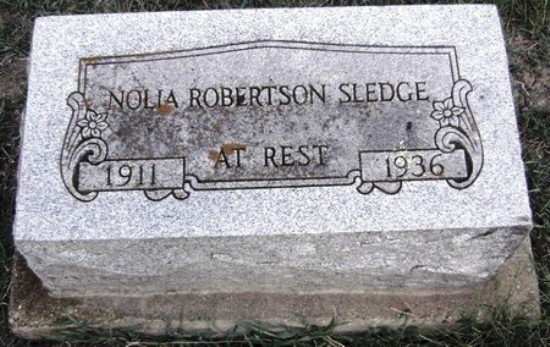 NOLIA ROBERTSON SLEDGE
AT REST
1911 1936